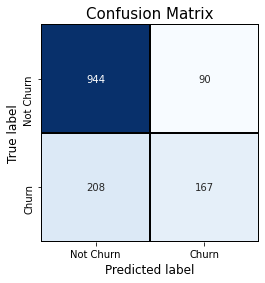 Confusion Matrix
True label
Not Churn
944
90
Churn
208
167
Not Churn
Churn
Predicted label